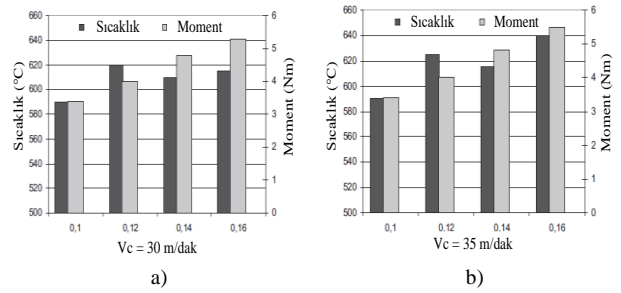 Sıcaklık Moment
660
640
620
600
580
560
540
520
500
Sıcaklık (°C)
6
5
4
3
2
1
0
Moment (Nm)
0,1 0,12 0,14 0,16
Vc = 30 m/dak
a)
Sıcaklık Moment
660
640
620
600
580
560
540
520
500
Sıcaklık (°C)
6
5
4
3
2
1
0
Moment (Nm)
0,1 0,12 0,14 0,16
Vc = 35 m/dak
b)